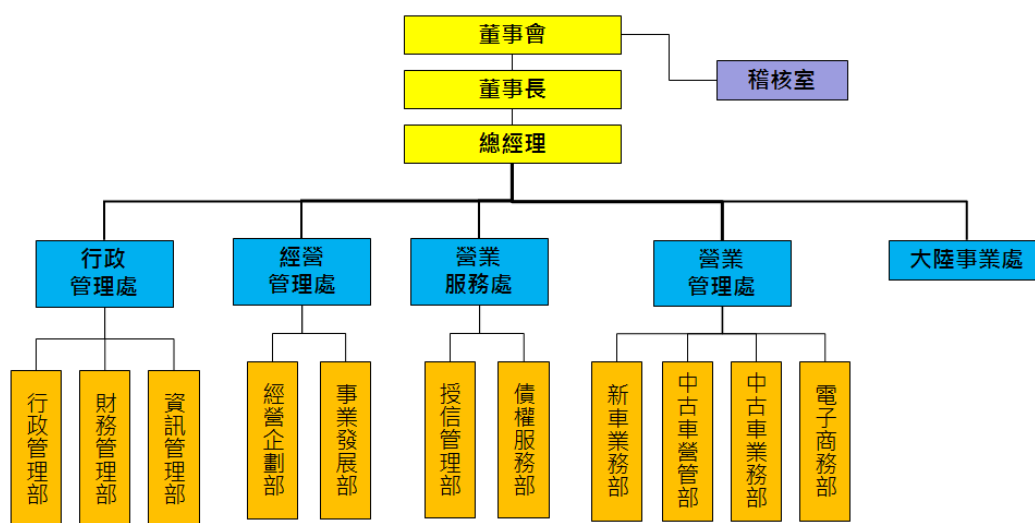 董事會
稽核室
董事長
總經理
行政
管理處
經營
管理處
營業
服務處
營業
管理處
大陸事業處
行政管理部
財務管理部
資訊管理部
經營企劃部
事業發展部
授信管理部
債權服務部
新車業務部
中古車營管部
中古車業務部
電子商務部